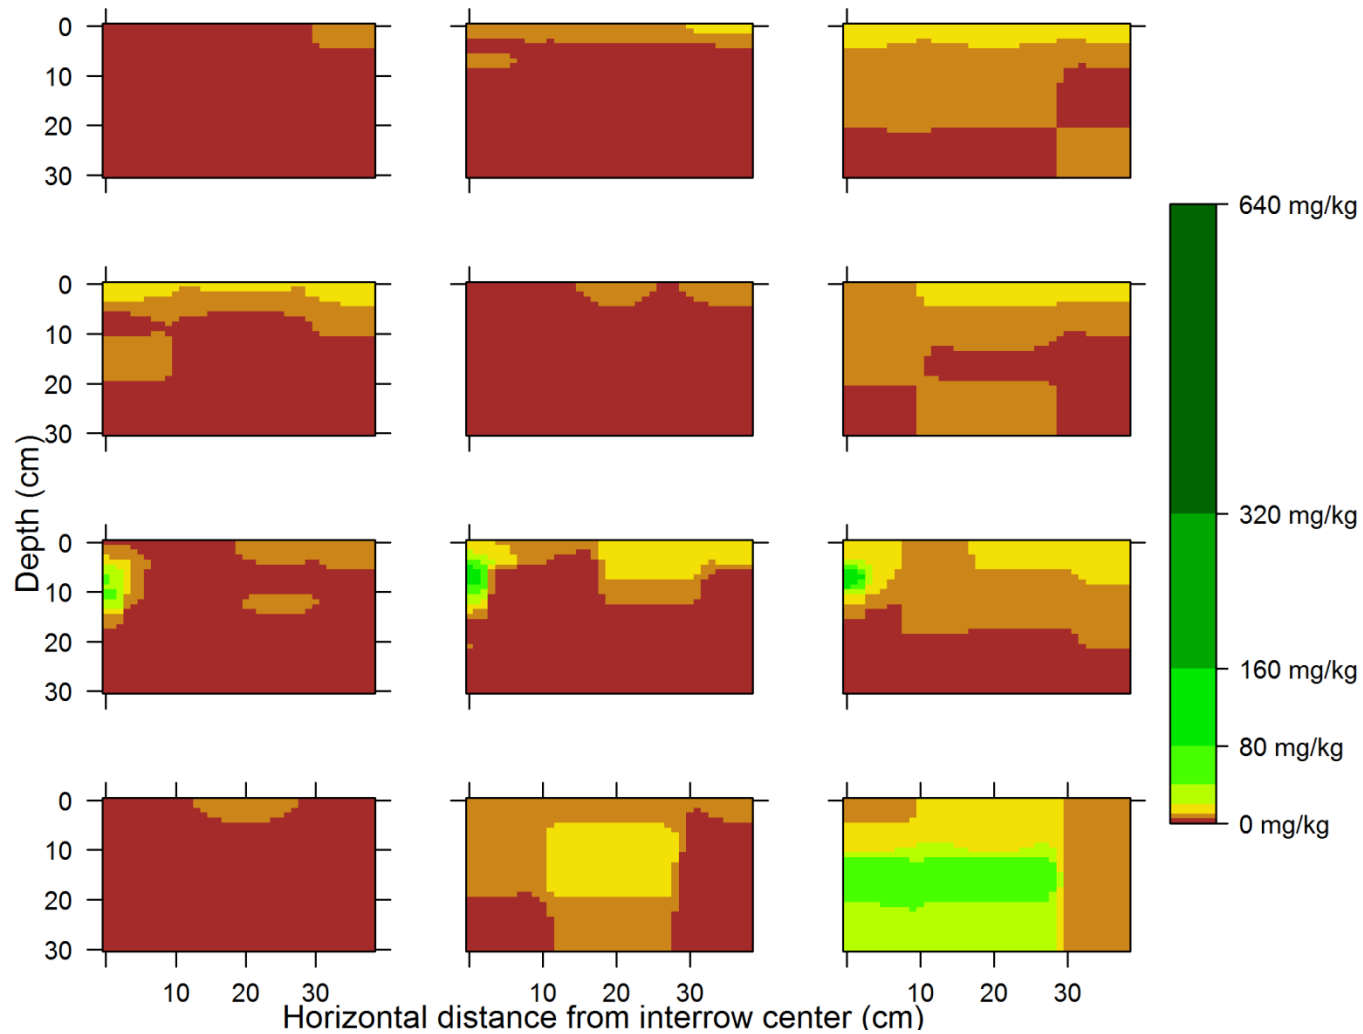 0
10
20
30
0
10
20
30
0
10
20
30
0
10
20
30
Depth (cm)
10 20 30 10 20 30 10 20 30
Horizontal distance from interrow center (cm)
640 mg/kg
320 mg/kg
160 mg/kg
80 mg/kg
0 mg/kg